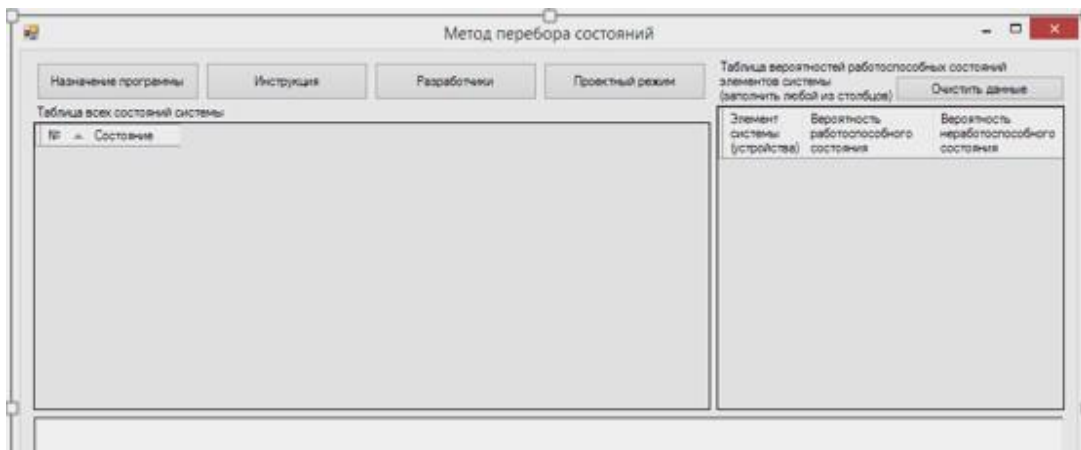 Метод перебора состояний
Назначение программы
Инструкция
Разработчики
Проектный режим
Таблица вероятностей работоспособных состояний
элементов системы
(заполнить любой из столбцов)
Очистить данные
Таблица всех состояний системы
№ Состояние
Элемент
системы
(устройства)
Вероятность
работоспособного
состояния
Вероятность
неработоспособного
состояния